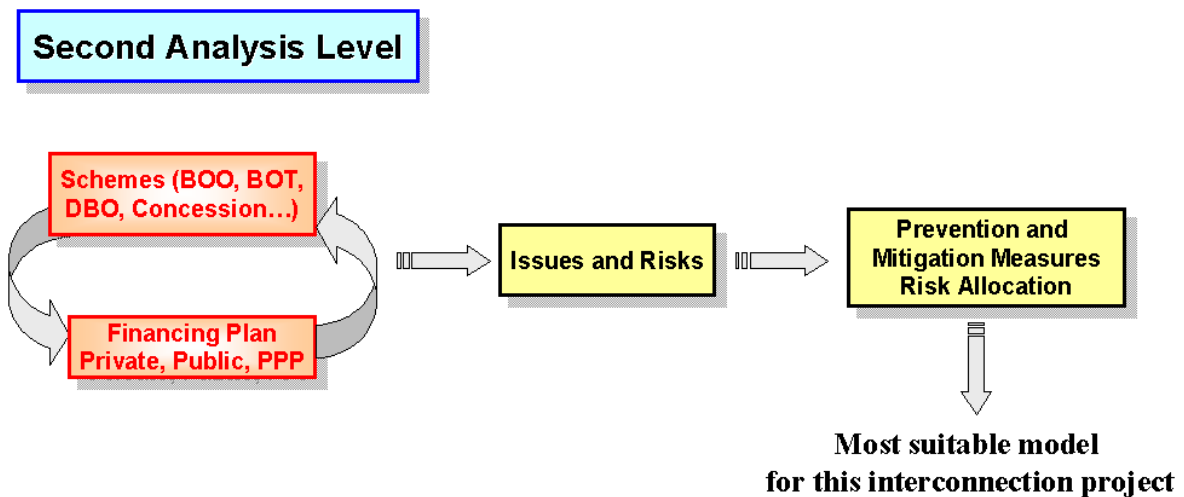 Second Analysis Level
Schemes (BOO, BOT,
DBO, Concession…)
Financing Plan
Private, Public, PPP
Issues and Risks
Prevention and
Mitigation Measures
Risk Allocation
Most suitable model
for this interconnection project